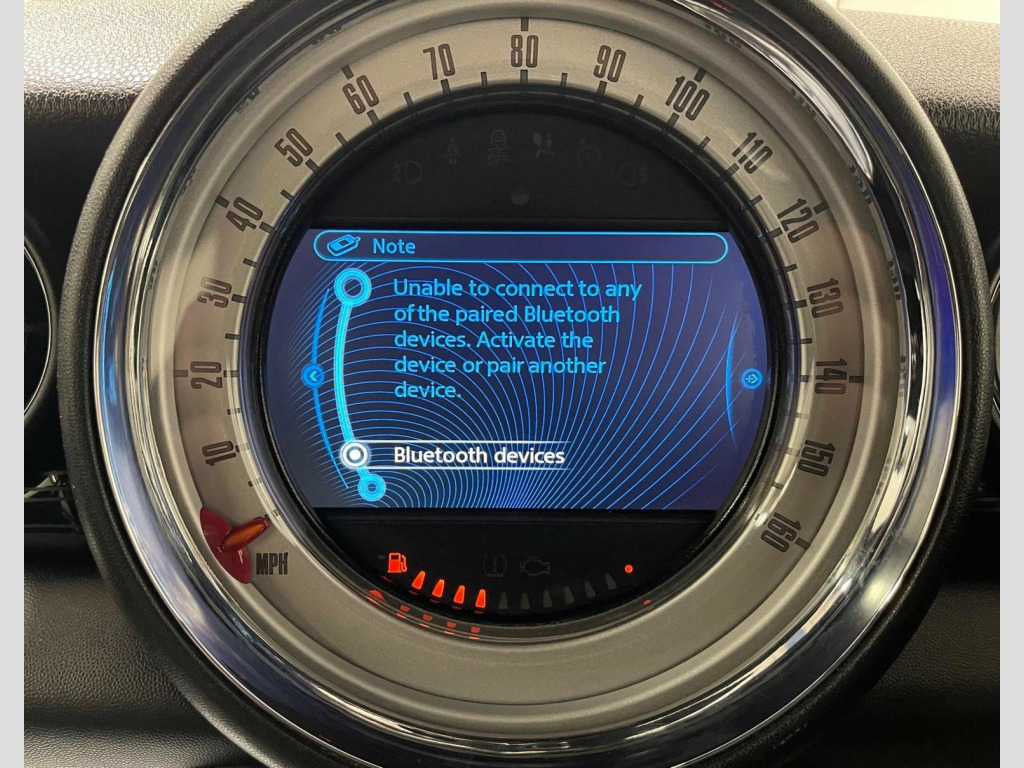 10
20
30
40
50
60
70
80
90
100
110
120
130
140
150
160
MPH
Note
Unable to connect to any
of the paired Bluetooth
devices. Activate the
device or pair another
device.
Bluetooth devices